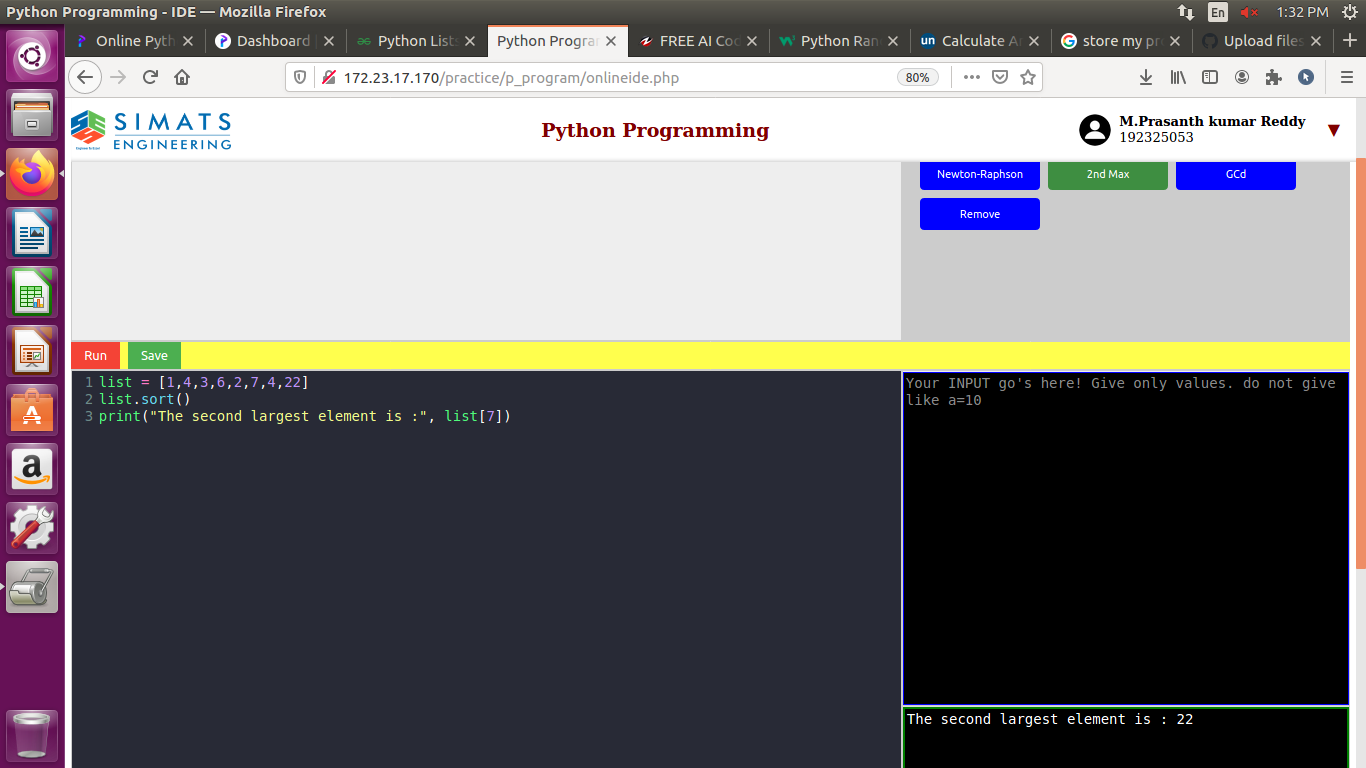 Python Programming - IDE — Mozilla Firefox
En
1:32 PM
Online Pyth
Dashboard
Python List
Python Program
FREE AI Co
Python Ran
Calculate A
store my pr
Upload files
172.23.17.170/practice/p_program/onlineide.php
80%
SIMATS
ENGINEERING
Python Programming
M.Prasanth kumar Reddy
192325053
Newton-Raphson
2nd Max
GCd
Remove
Run
Save
1 list = [1,4,3,6,2,7,4,22]
2 list.sort()
3 print("The second largest element is :", list[7])
Your INPUT go's here! Give only values. do not give
like a=10
The second largest element is : 22